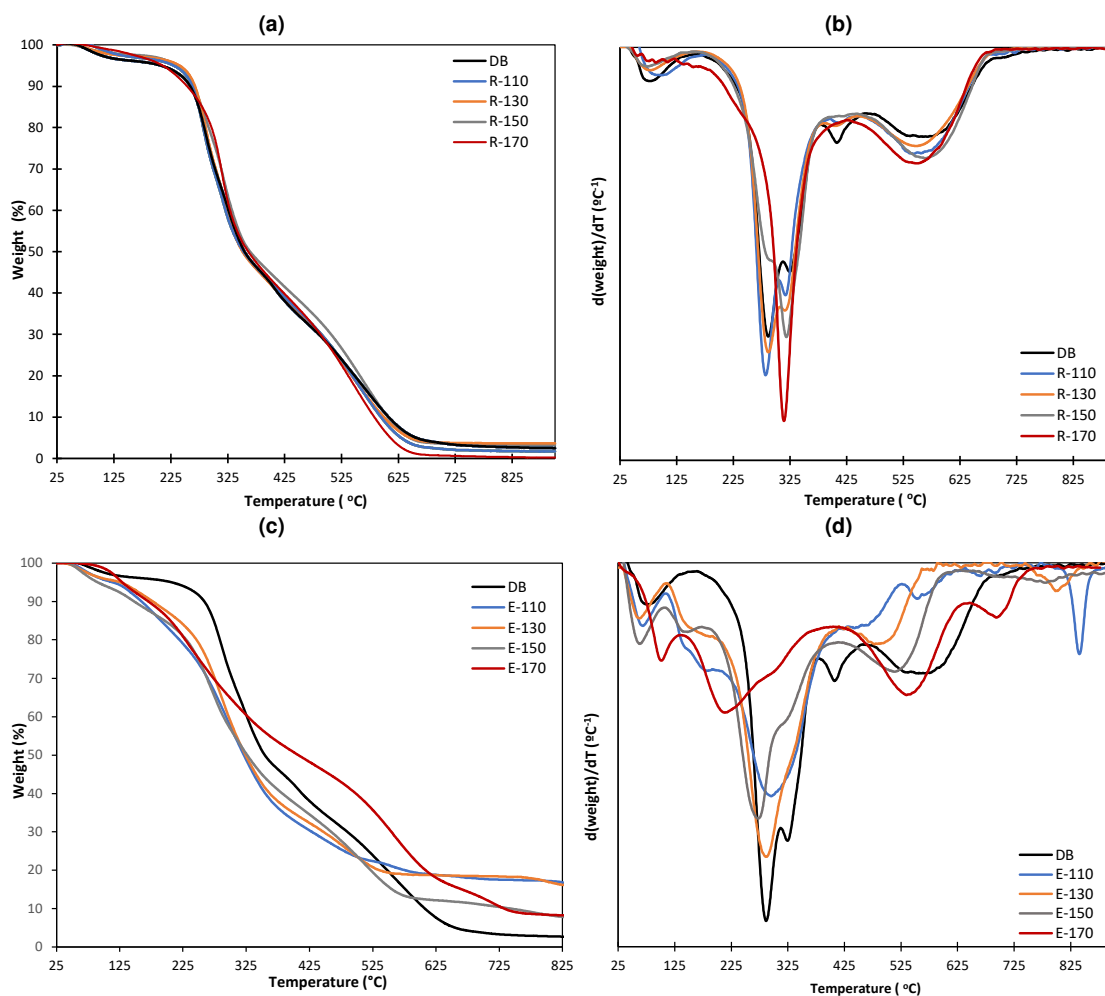 (a)
100
90
80
70
60
50
40
30
20
10
0
Weight (%)
DB
R-110
R-130
R-150
R-170
25 125 225 325 425 525 625 725 825
Temperature ( ºC)
(b)
d(weight)/dT (ºC⁻¹)
DB
R-110
R-130
R-150
R-170
25 125 225 325 425 525 625 725 825
Temperature ( ºC)
(c)
100
90
80
70
60
50
40
30
20
10
0
Weight (%)
DB
E-110
E-130
E-150
E-170
25 125 225 325 425 525 625 725 825
Temperature (°C)
(d)
d(weight)/dT (ºC⁻¹)
DB
E-110
E-130
E-150
E-170
25 125 225 325 425 525 625 725 825
Temperature ( ºC)